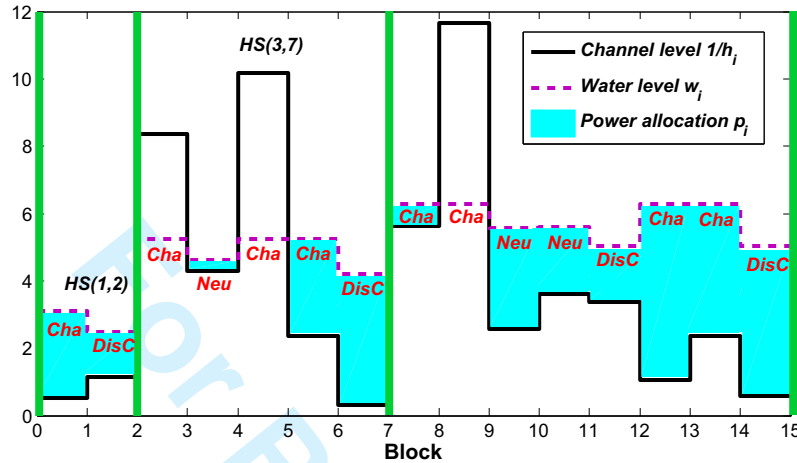 12
10
8
6
4
2
0
HS(3,7)
HS(1,2)
Channel level 1/h_i
Water level w_i
Power allocation p_i
Cha
DisC
Cha
Neu
Cha
Cha
DisC
Cha
Cha
Neu
Neu
DisC
Cha
Cha
DisC
0 1 2 3 4 5 6 7 8 9 10 11 12 13 14 15
Block
For P